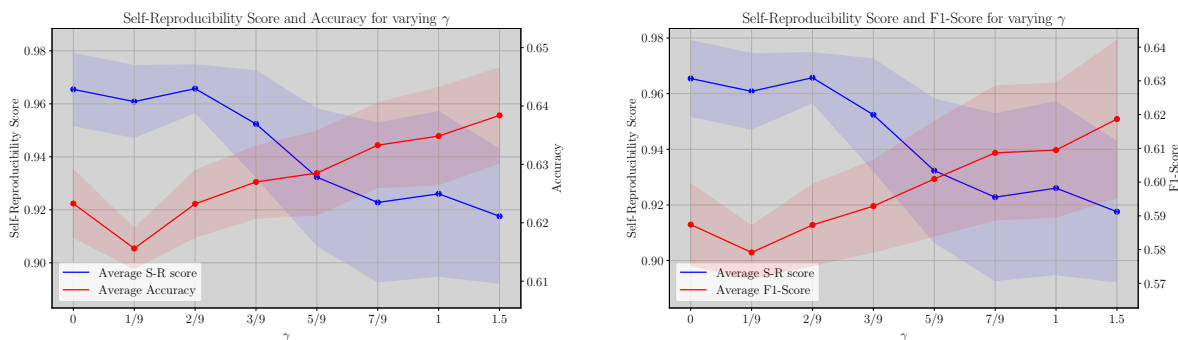 Self-Reproducibility Score and Accuracy for varying γ
0.98
0.96
0.94
0.92
0.90
Self-Reproducibility Score
0.65
0.64
0.63
0.62
0.61
Accuracy
Average S-R score
Average Accuracy
0 1/9 2/9 3/9 5/9 7/9 1 1.5
γ
Self-Reproducibility Score and F1-Score for varying γ
0.98
0.96
0.94
0.92
0.90
Self-Reproducibility Score
0.64
0.63
0.62
0.61
0.60
0.59
0.58
0.57
F1-Score
Average S-R score
Average F1-Score
0 1/9 2/9 3/9 5/9 7/9 1 1.5
γ